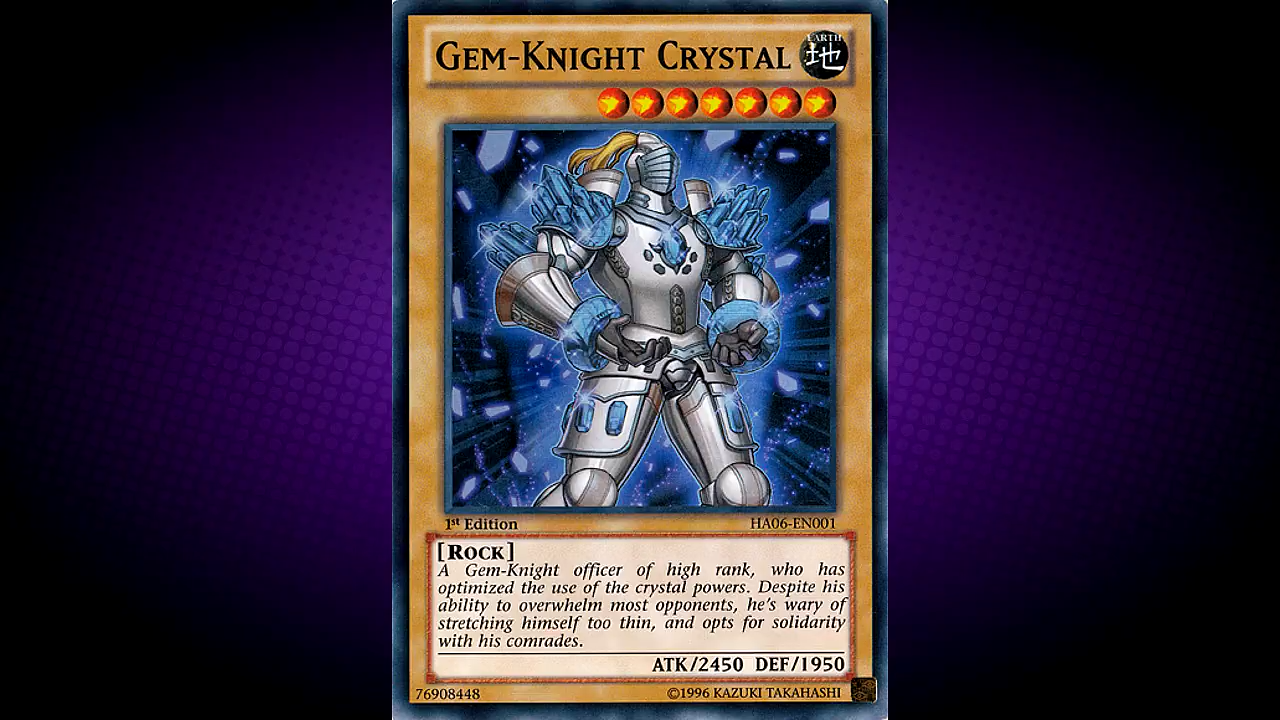 GEM-KNIGHT CRYSTAL
EARTH
地
1st Edition
HA06-EN001
[ROCK]
A Gem-Knight officer of high rank, who has
optimized the use of the crystal powers. Despite his
ability to overwhelm most opponents, he's wary of
stretching himself too thin, and opts for solidarity
with his comrades.
ATK/2450 DEF/1950
76908448
©1996 KAZUKI TAKAHASHI